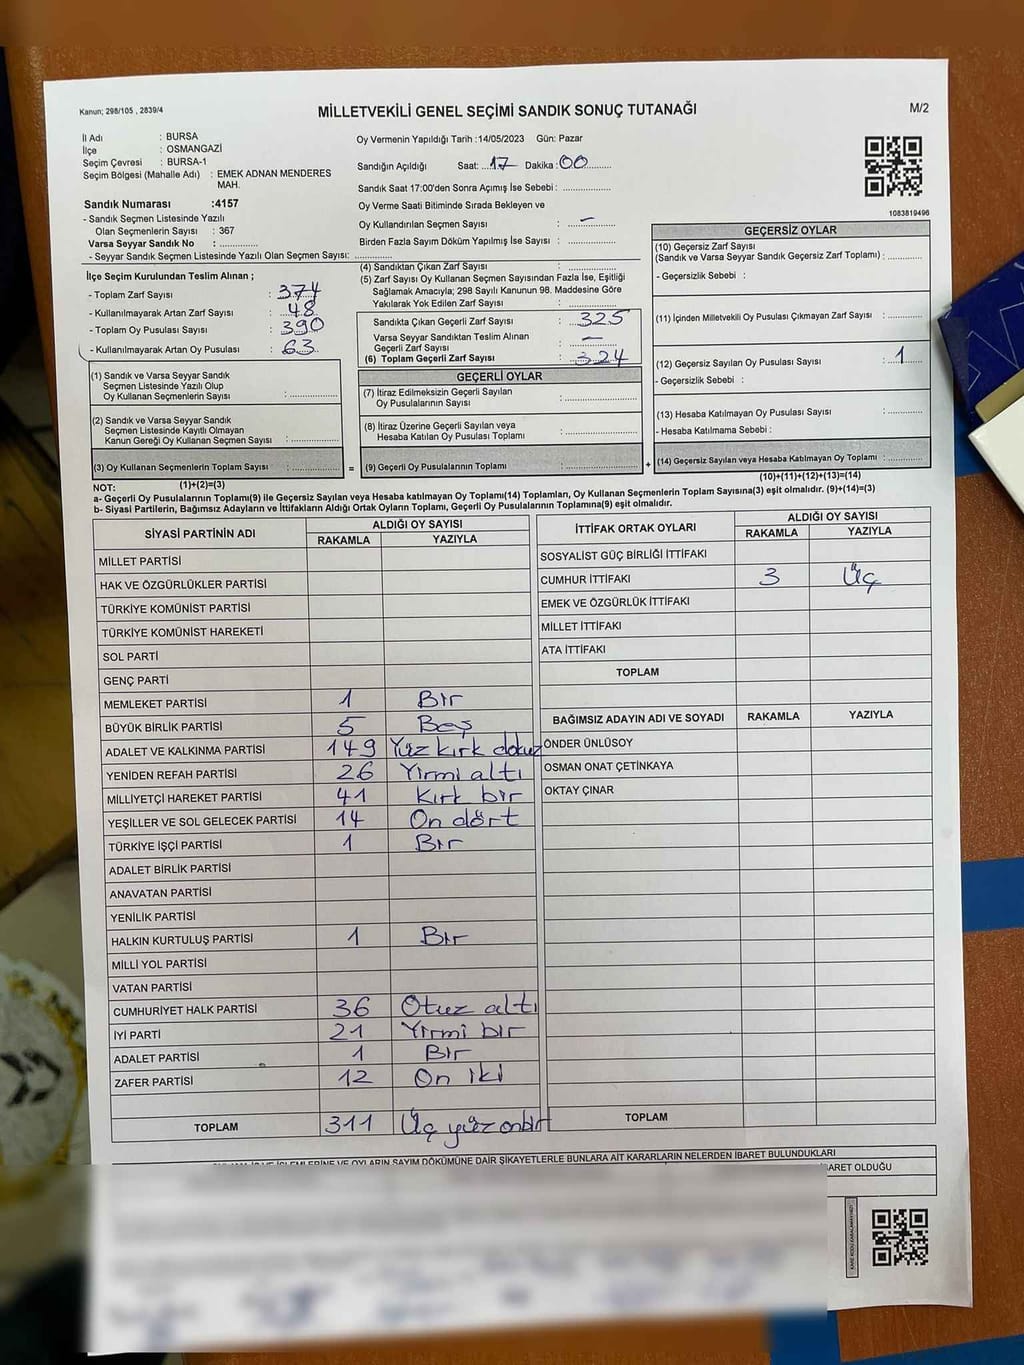 Kanun; 298/105 , 2839/4
MİLLETVEKİLİ GENEL SEÇİMİ SANDIK SONUÇ TUTANAĞI
M/2
İl Adı : BURSA
İlçe : OSMANGAZİ
Seçim Çevresi : BURSA-1
Seçim Bölgesi (Mahalle Adı) : EMEK ADNAN MENDERES
MAH.
Sandık Numarası :4157
- Sandık Seçmen Listesinde Yazılı
Olan Seçmenlerin Sayısı : 367
Varsa Seyyar Sandık No : ............
- Seyyar Sandık Seçmen Listesinde Yazılı Olan Seçmen Sayısı: ............
Oy Vermenin Yapıldığı Tarih :14/05/2023 Gün: Pazar
Sandığın Açıldığı Saat: 17 Dakika : 00
Sandık Saat 17:00'den Sonra Açımış İse Sebebi : ............
Oy Verme Saati Bitiminde Sırada Bekleyen ve
Oy Kullandırılan Seçmen Sayısı : –
Birden Fazla Sayım Döküm Yapılmış İse Sayısı : ............
1083819496
İlçe Seçim Kurulundan Teslim Alınan ;
- Toplam Zarf Sayısı : 374
- Kullanılmayarak Artan Zarf Sayısı : 48
- Toplam Oy Pusulası Sayısı : 390
- Kullanılmayarak Artan Oy Pusulası : 63
(1) Sandık ve Varsa Seyyar Sandık
Seçmen Listesinde Yazılı Olup
Oy Kullanan Seçmenlerin Sayısı : ............
(2) Sandık ve Varsa Seyyar Sandık
Seçmen Listesinde Kayıtlı Olmayan
Kanun Gereği Oy Kullanan Seçmen Sayısı : ............
(3) Oy Kullanan Seçmenlerin Toplam Sayısı : ............
(1)+(2)=(3)
(4) Sandıktan Çıkan Zarf Sayısı : ............
(5) Zarf Sayısı Oy Kullanan Seçmen Sayısından Fazla İse, Eşitliği
Sağlamak Amacıyla; 298 Sayılı Kanunun 98. Maddesine Göre
Yakılarak Yok Edilen Zarf Sayısı : ............
Sandıkta Çıkan Geçerli Zarf Sayısı : 325
Varsa Seyyar Sandıktan Teslim Alınan
Geçerli Zarf Sayısı : –
(6) Toplam Geçerli Zarf Sayısı : 324
GEÇERLİ OYLAR
(7) İtiraz Edilmeksizin Geçerli Sayılan
Oy Pusulalarının Sayısı : ............
(8) İtiraz Üzerine Geçerli Sayılan veya
Hesaba Katılan Oy Pusulası Toplamı : ............
= (9) Geçerli Oy Pusulalarının Toplamı : ............ +
GEÇERSİZ OYLAR
(10) Geçersiz Zarf Sayısı
(Sandık ve Varsa Seyyar Sandık Geçersiz Zarf Toplamı) : ............
- Geçersizlik Sebebi :
(11) İçinden Milletvekili Oy Pusulası Çıkmayan Zarf Sayısı : ............
(12) Geçersiz Sayılan Oy Pusulası Sayısı : 1
- Geçersizlik Sebebi :
(13) Hesaba Katılmayan Oy Pusulası Sayısı : ............
- Hesaba Katılmama Sebebi :
(14) Geçersiz Sayılan veya Hesaba Katılmayan Oy Toplamı : ............
(10)+(11)+(12)+(13)=(14)
NOT:
a- Geçerli Oy Pusulalarının Toplamı(9) ile Geçersiz Sayılan veya Hesaba katılmayan Oy Toplamı(14) Toplamları, Oy Kullanan Seçmenlerin Toplam Sayısına(3) eşit olmalıdır. (9)+(14)=(3)
b- Siyasi Partilerin, Bağımsız Adayların ve İttifakların Aldığı Ortak Oyların Toplamı, Geçerli Oy Pusulalarının Toplamına(9) eşit olmalıdır.
SİYASİ PARTİNİN ADI ALDIĞI OY SAYISI
RAKAMLA YAZIYLA
MİLLET PARTİSİ
HAK VE ÖZGÜRLÜKLER PARTİSİ
TÜRKİYE KOMÜNİST PARTİSİ
TÜRKİYE KOMÜNİST HAREKETİ
SOL PARTİ
GENÇ PARTİ
MEMLEKET PARTİSİ 1 Bir
BÜYÜK BİRLİK PARTİSİ 5 Beş
ADALET VE KALKINMA PARTİSİ 149 Yüz kırk dokuz
YENİDEN REFAH PARTİSİ 26 Yirmi altı
MİLLİYETÇİ HAREKET PARTİSİ 41 Kırk bir
YEŞİLLER VE SOL GELECEK PARTİSİ 14 On dört
TÜRKİYE İŞÇİ PARTİSİ 1 Bir
ADALET BİRLİK PARTİSİ
ANAVATAN PARTİSİ
YENİLİK PARTİSİ
HALKIN KURTULUŞ PARTİSİ 1 Bir
MİLLİ YOL PARTİSİ
VATAN PARTİSİ
CUMHURİYET HALK PARTİSİ 36 Otuz altı
İYİ PARTİ 21 Yirmi bir
ADALET PARTİSİ 1 Bir
ZAFER PARTİSİ 12 On iki
TOPLAM 311 Üç yüz onbir
İTTİFAK ORTAK OYLARI ALDIĞI OY SAYISI
RAKAMLA YAZIYLA
SOSYALİST GÜÇ BİRLİĞİ İTTİFAKI
CUMHUR İTTİFAKI 3 Üç
EMEK VE ÖZGÜRLÜK İTTİFAKI
MİLLET İTTİFAKI
ATA İTTİFAKI
TOPLAM
BAĞIMSIZ ADAYIN ADI VE SOYADI RAKAMLA YAZIYLA
ÖNDER ÜNLÜSOY
OSMAN ONAT ÇETİNKAYA
OKTAY ÇINAR
TOPLAM
İŞLEMLERİNE VE OYLARIN SAYIM DÖKÜMÜNE DAİR ŞİKAYETLERLE BUNLARA AİT KARARLARIN NELERDEN İBARET BULUNDUKLARI
İBARET OLDUĞU